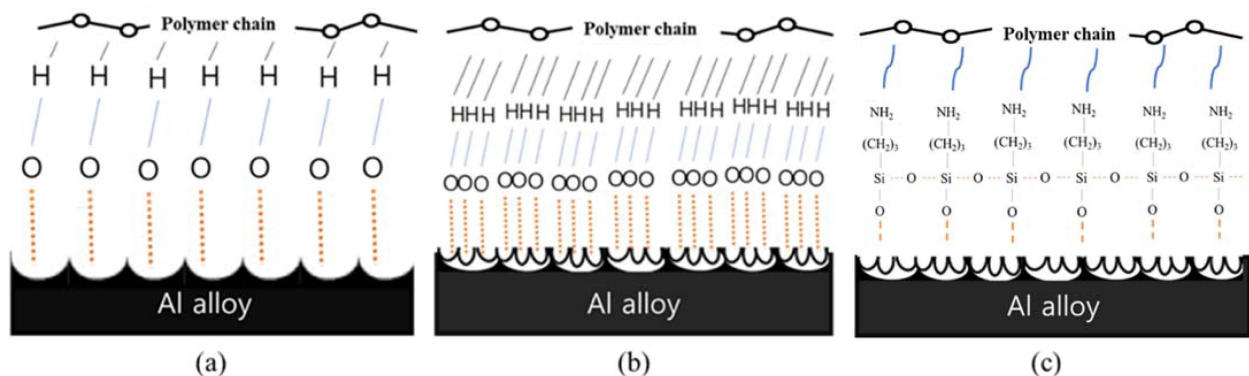 Polymer chain
H H H H H H H
O O O O O O O
Al alloy
(a)
Polymer chain
HHH HHH HHH HHH HHH HHH HHH
OOO OOO OOO OOO OOO OOO OOO
Al alloy
(b)
Polymer chain
NH₂ NH₂ NH₂ NH₂ NH₂ NH₂
(CH₂)₃ (CH₂)₃ (CH₂)₃ (CH₂)₃ (CH₂)₃ (CH₂)₃
Si O Si O Si O Si O Si O Si
O O O O O O
Al alloy
(c)